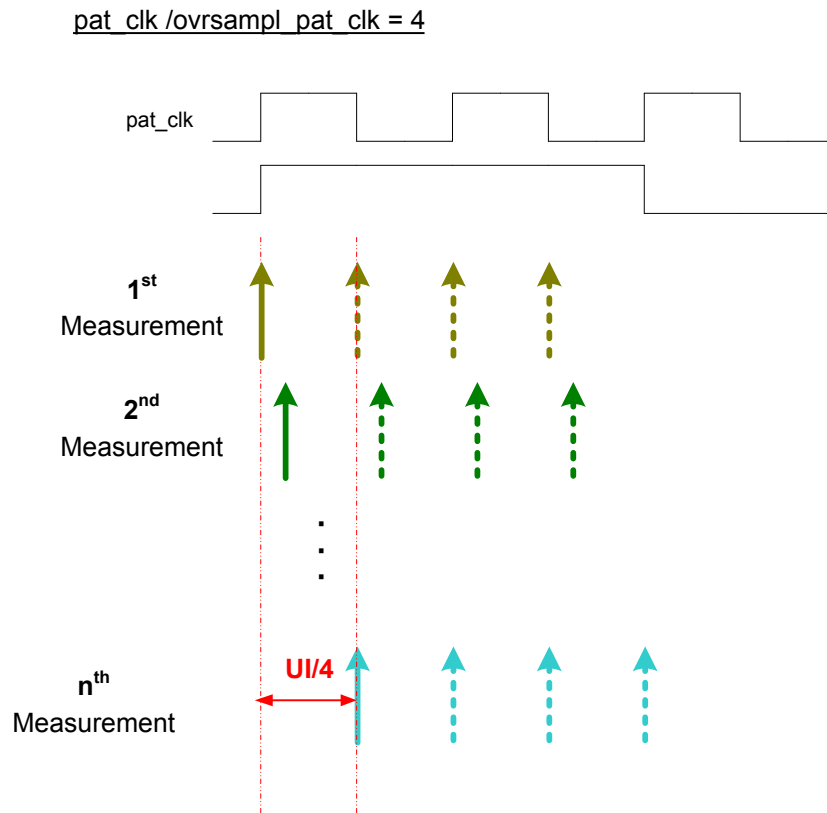 pat_clk /ovrsampl_pat_clk = 4
pat_clk
1st
Measurement
2nd
Measurement
.
.
.
UI/4
nth
Measurement